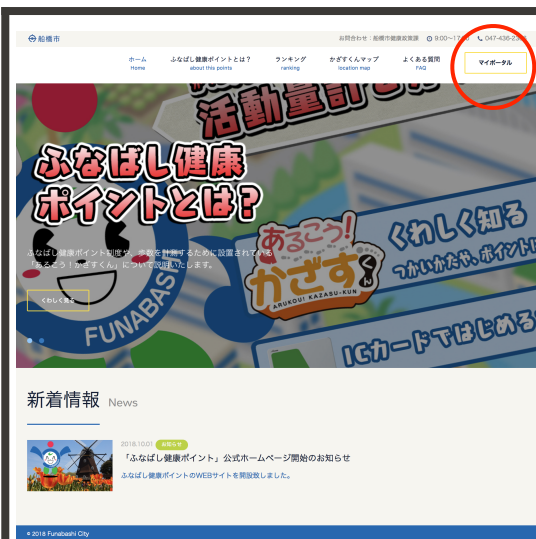 船橋市
お問合わせ：船橋市健康政策課 9:00〜17:
047-436-2
ホーム
Home
ふなばし健康ポイントとは？
about this points
ランキング
ranking
かざすくんマップ
location map
よくある質問
FAQ
マイポータル
活動量計
ふなばし健康
ポイントとは？
ふなばし健康ポイント制度や、歩数を計測するために設置されている
「あるこう！かざすくん」について説明いたします。
くわしく見る
あるこう！
かざすくん
ARUKOU! KAZASU-KUN
くわしく知る
つかいかたや、ポイント
ICカードではじめる
FUNABAS
新着情報 News
2018.10.01 お知らせ
「ふなばし健康ポイント」公式ホームページ開始のお知らせ
ふなばし健康ポイントのWEBサイトを開設致しました。
© 2018 Funabashi City